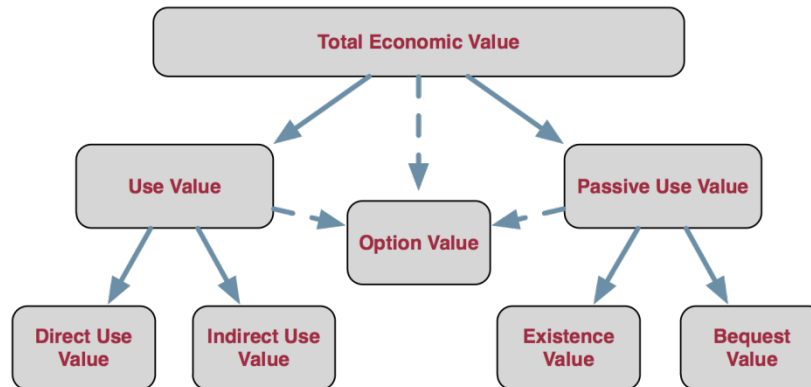 Total Economic Value
Use Value
Passive Use Value
Option Value
Direct Use
Value
Indirect Use
Value
Existence
Value
Bequest
Value